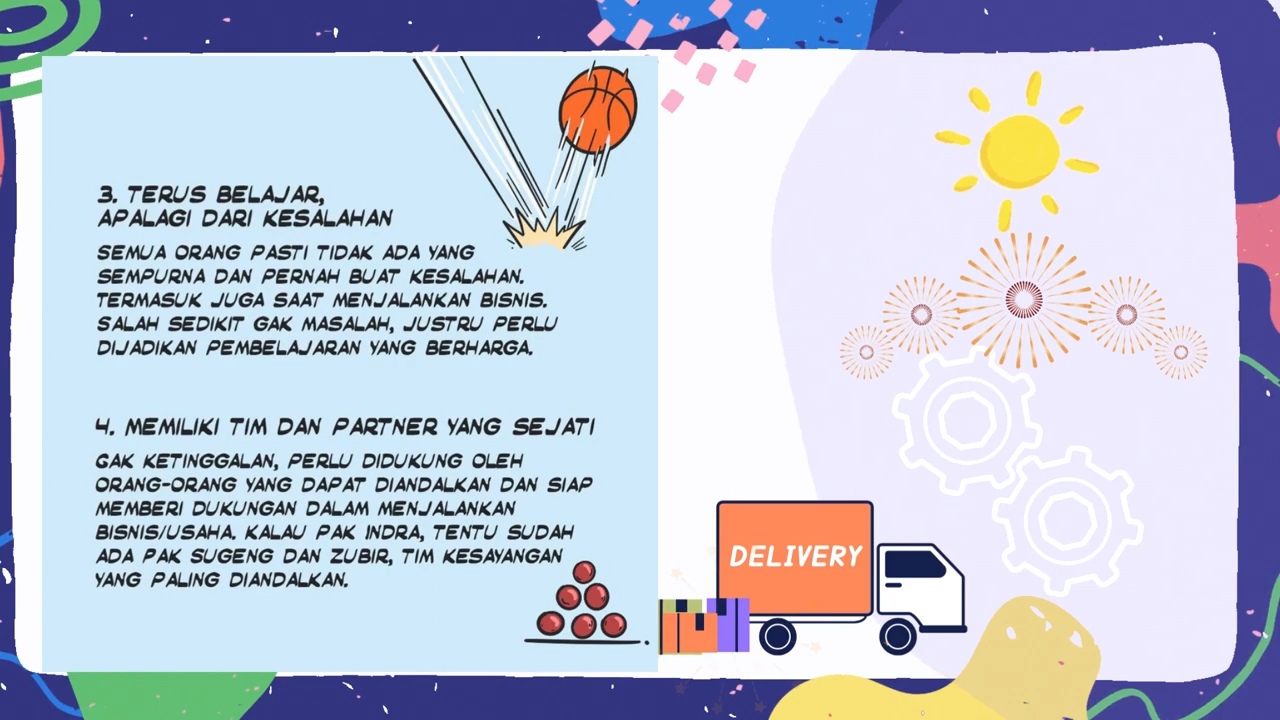 3. TERUS BELAJAR,
APALAGI DARI KESALAHAN
SEMUA ORANG PASTI TIDAK ADA YANG
SEMPURNA DAN PERNAH BUAT KESALAHAN.
TERMASUK JUGA SAAT MENJALANKAN BISNIS.
SALAH SEDIKIT GAK MASALAH, JUSTRU PERLU
DIJADIKAN PEMBELAJARAN YANG BERHARGA.
4. MEMILIKI TIM DAN PARTNER YANG SEJATI
GAK KETINGGALAN, PERLU DIDUKUNG OLEH
ORANG-ORANG YANG DAPAT DIANDALKAN DAN SIAP
MEMBERI DUKUNGAN DALAM MENJALANKAN
BISNIS/USAHA. KALAU PAK INDRA, TENTU SUDAH
ADA PAK SUGENG DAN ZUBIR, TIM KESAYANGAN
YANG PALING DIANDALKAN.
DELIVERY